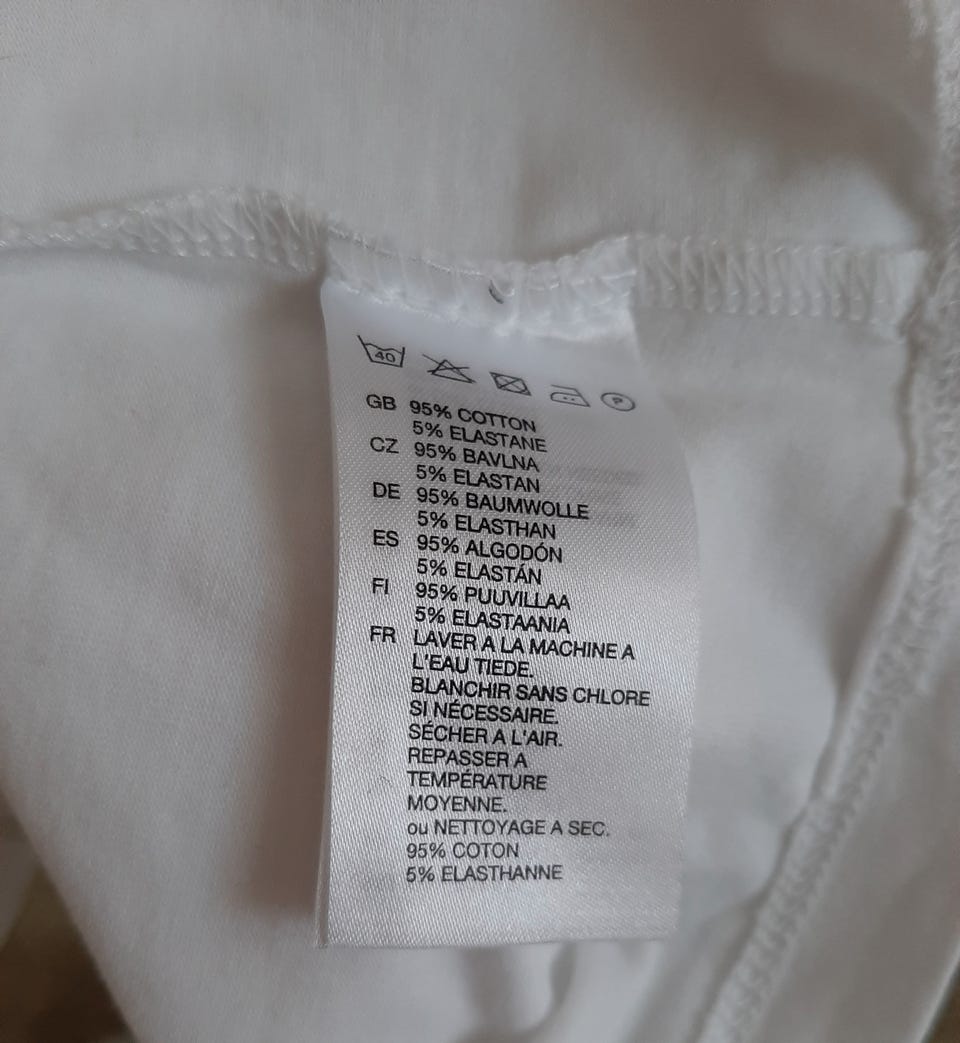 40 P
GB 95% COTTON
5% ELASTANE
CZ 95% BAVLNA
5% ELASTAN
DE 95% BAUMWOLLE
5% ELASTHAN
ES 95% ALGODÓN
5% ELASTÁN
FI 95% PUUVILLAA
5% ELASTAANIA
FR LAVER A LA MACHINE A
L'EAU TIEDE.
BLANCHIR SANS CHLORE
SI NÉCESSAIRE.
SÉCHER A L'AIR.
REPASSER A
TEMPÉRATURE
MOYENNE.
ou NETTOYAGE A SEC.
95% COTON
5% ELASTHANNE